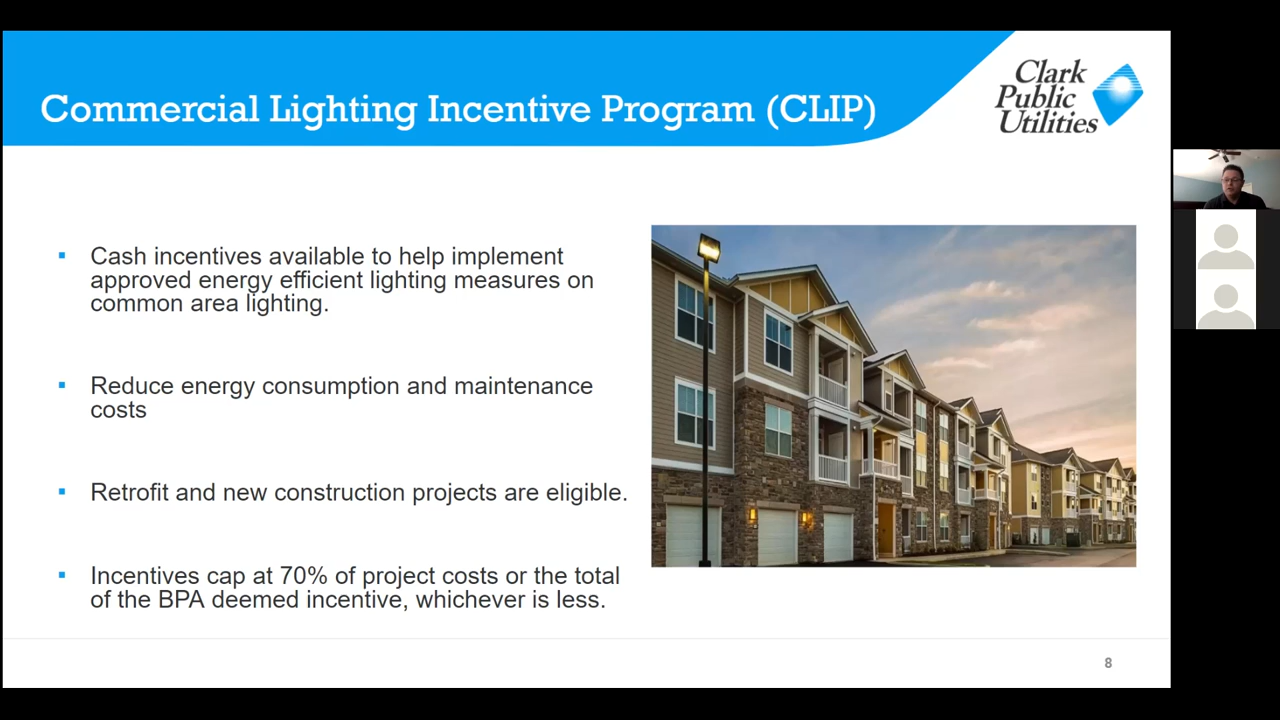 Commercial Lighting Incentive Program (CLIP)
Clark
Public
Utilities
▪ Cash incentives available to help implement
approved energy efficient lighting measures on
common area lighting.
▪ Reduce energy consumption and maintenance
costs
▪ Retrofit and new construction projects are eligible.
▪ Incentives cap at 70% of project costs or the total
of the BPA deemed incentive, whichever is less.
8